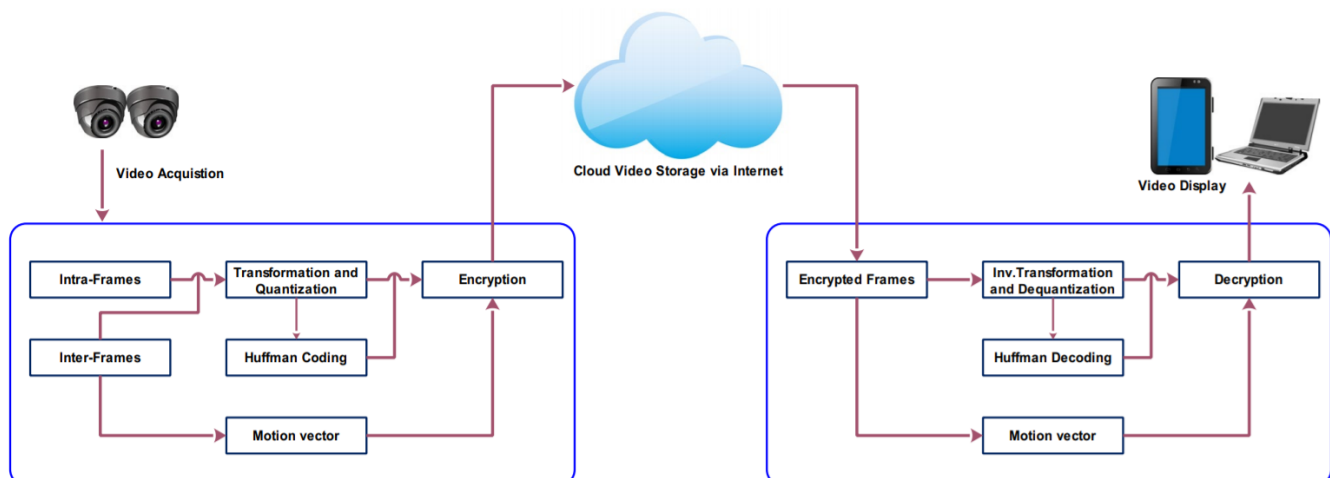 Video Acquistion
Cloud Video Storage via Internet
Video Display
Intra-Frames
Transformation and
Quantization
Encryption
Inter-Frames
Huffman Coding
Motion vector
Encrypted Frames
Inv.Transformation
and Dequantization
Decryption
Huffman Decoding
Motion vector